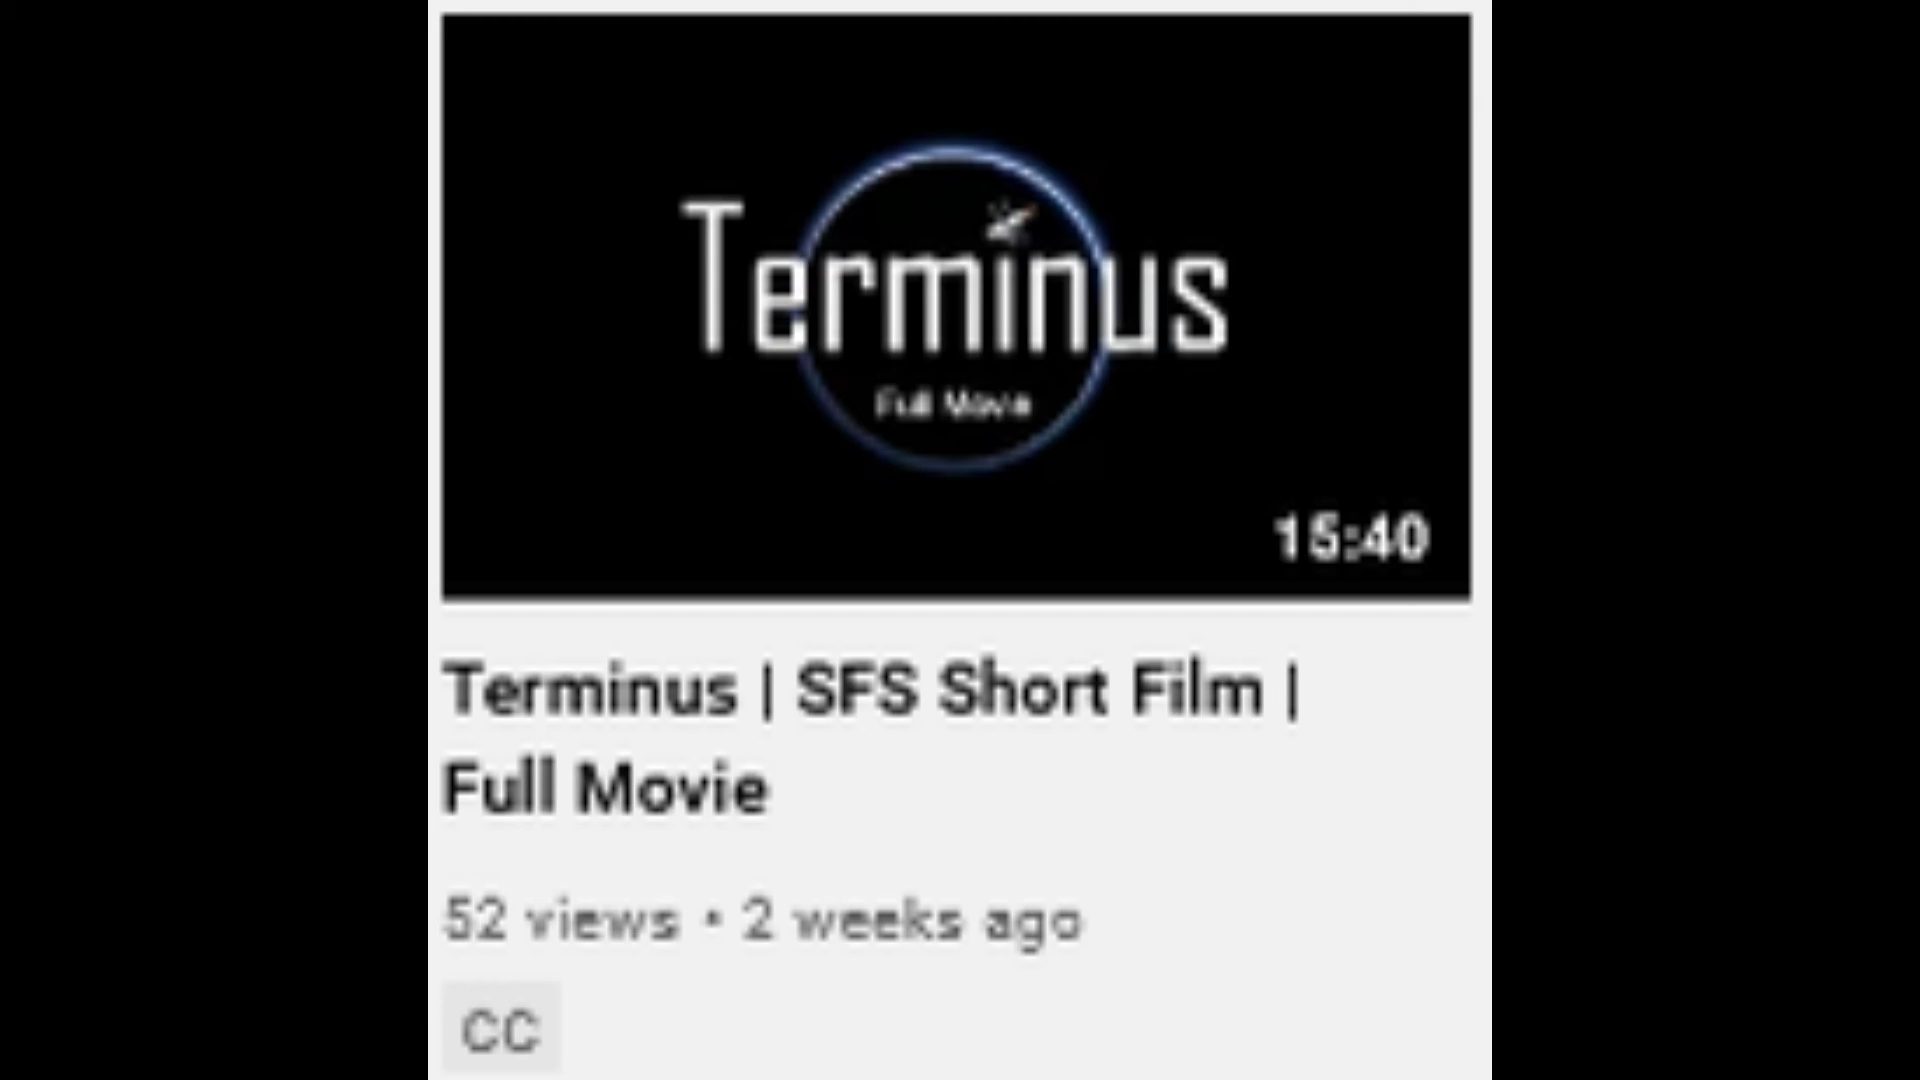 Terminus
Full Movie
15:40
Terminus | SFS Short Film |
Full Movie
52 views • 2 weeks ago
CC